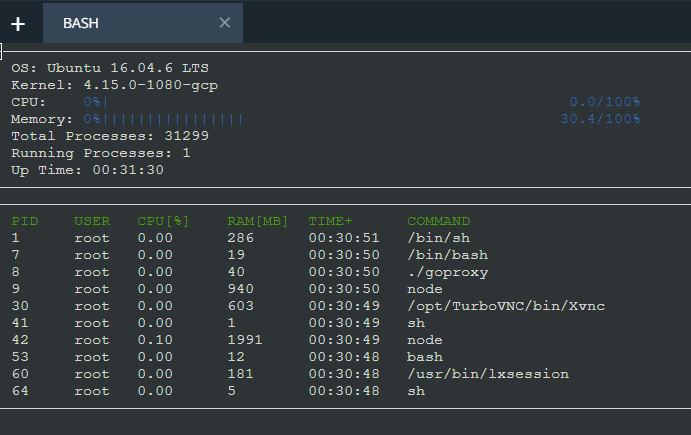 + BASH ×
OS: Ubuntu 16.04.6 LTS
Kernel: 4.15.0-1080-gcp
CPU: 0%| 0.0/100%
Memory: 0%|||||||||||||||| 30.4/100%
Total Processes: 31299
Running Processes: 1
Up Time: 00:31:30
PID USER CPU[%] RAM[MB] TIME+ COMMAND
1 root 0.00 286 00:30:51 /bin/sh
7 root 0.00 19 00:30:50 /bin/bash
8 root 0.00 40 00:30:50 ./goproxy
9 root 0.00 940 00:30:50 node
30 root 0.00 603 00:30:49 /opt/TurboVNC/bin/Xvnc
41 root 0.00 1 00:30:49 sh
42 root 0.10 1991 00:30:49 node
53 root 0.00 12 00:30:48 bash
60 root 0.00 181 00:30:48 /usr/bin/lxsession
64 root 0.00 5 00:30:48 sh